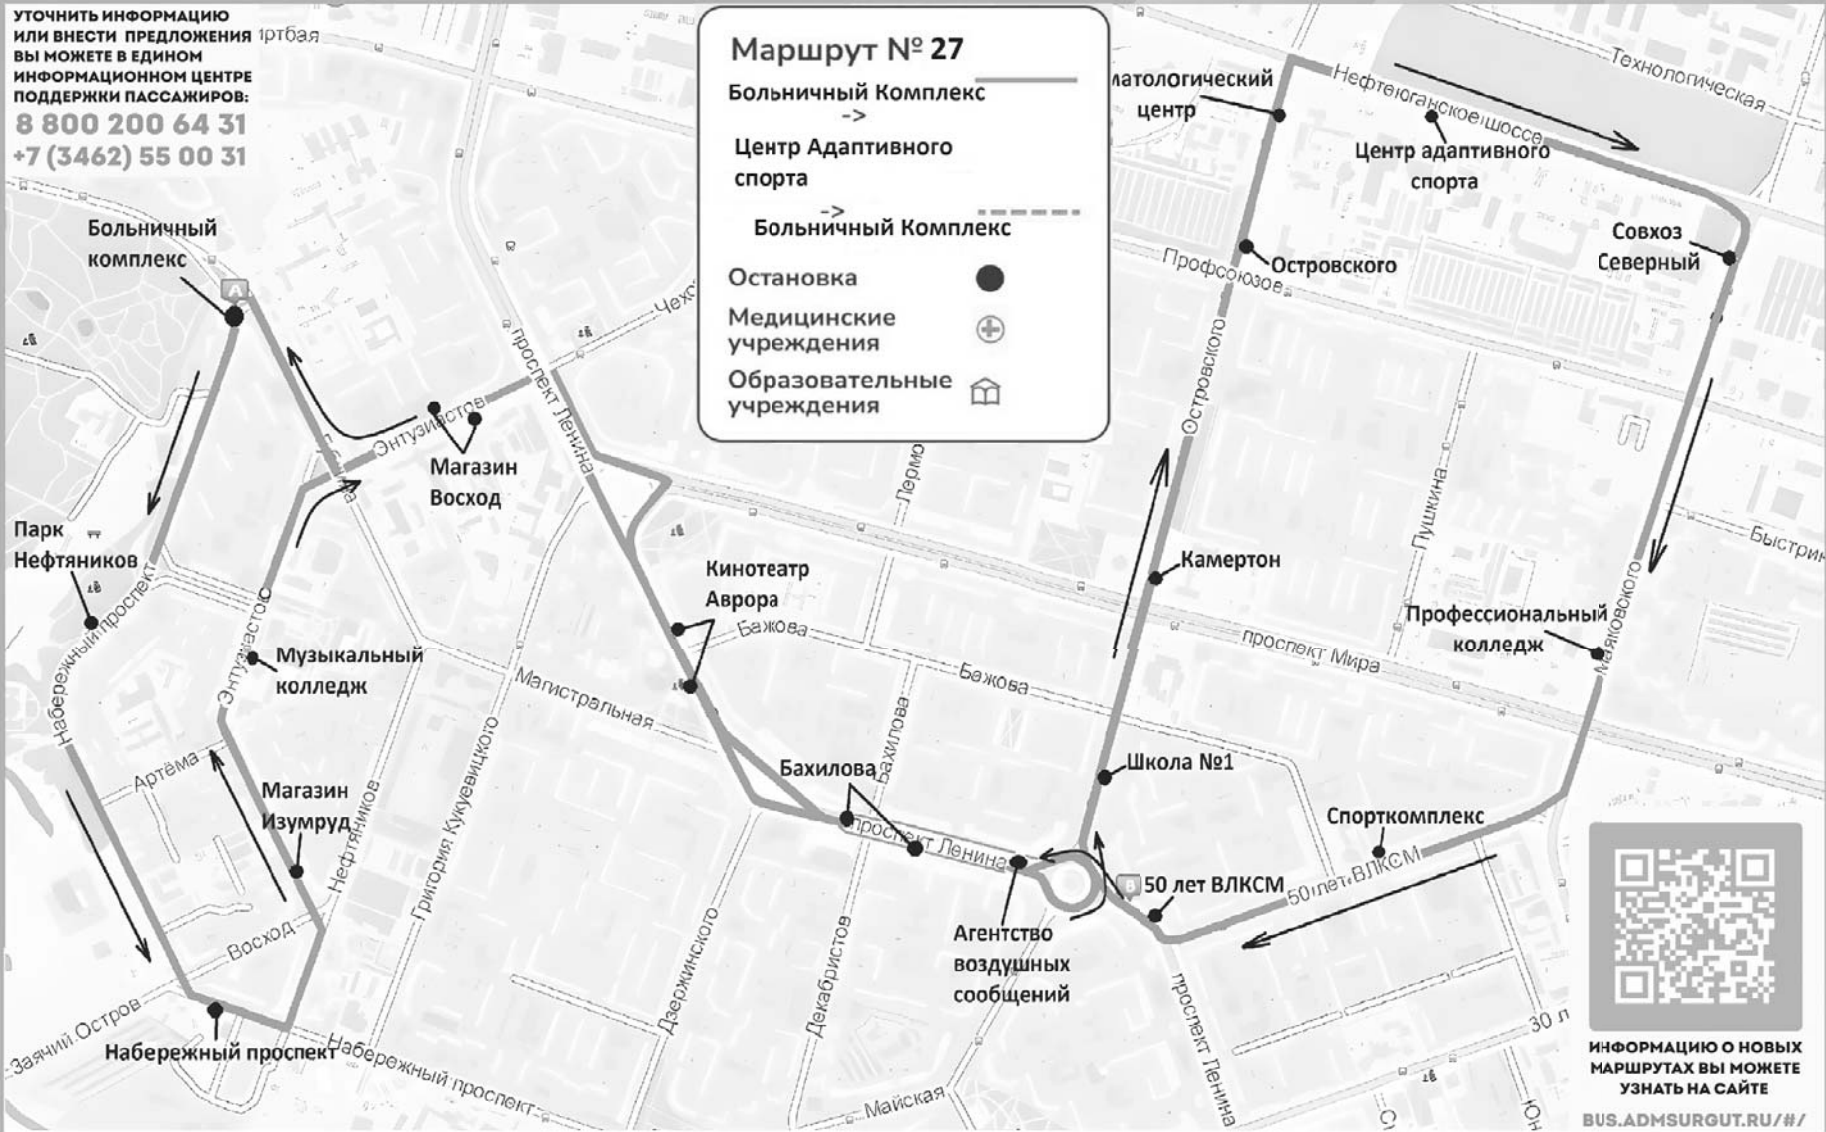 УТОЧНИТЬ ИНФОРМАЦИЮ
ИЛИ ВНЕСТИ ПРЕДЛОЖЕНИЯ
ВЫ МОЖЕТЕ В ЕДИНОМ
ИНФОРМАЦИОННОМ ЦЕНТРЕ
ПОДДЕРЖКИ ПАССАЖИРОВ:
8 800 200 64 31
+7 (3462) 55 00 31
Маршрут № 27
Больничный Комплекс
->
Центр Адаптивного
спорта
->
Больничный Комплекс
Остановка
Медицинские
учреждения
Образовательные
учреждения
матологический
центр
Нефтеюганское шоссе
Технологическая
Центр адаптивного
спорта
Совхоз
Северный
Островского
Профсоюзов
Больничный
комплекс
A
проспект Ленина
Энтузиастов
Магазин
Восход
проспект Ленина
Островского
Пушкина
Парк
Нефтяников
Набережный проспект
Энтузиастов
Музыкальный
колледж
Кинотеатр
Аврора
Бажова
Бажова
Камертон
проспект Мира
Профессиональный
колледж
Маяковского
Набережный
Магистральная
Артёма
Магазин
Изумруд
Нефтяников
Григория Кукуевицкого
Бахилова
Бахилова
Школа №1
Спорткомплекс
проспект Ленина
50 лет ВЛКСМ
B
50 лет ВЛКСМ
Агентство
воздушных
сообщений
Восход
Заячий Остров
Набережный проспект
Набережный проспект
Дзержинского
Декабристов
Майская
проспект Ленина
30 л
ИНФОРМАЦИЮ О НОВЫХ
МАРШРУТАХ ВЫ МОЖЕТЕ
УЗНАТЬ НА САЙТЕ
BUS.ADMSURGUT.RU/#/